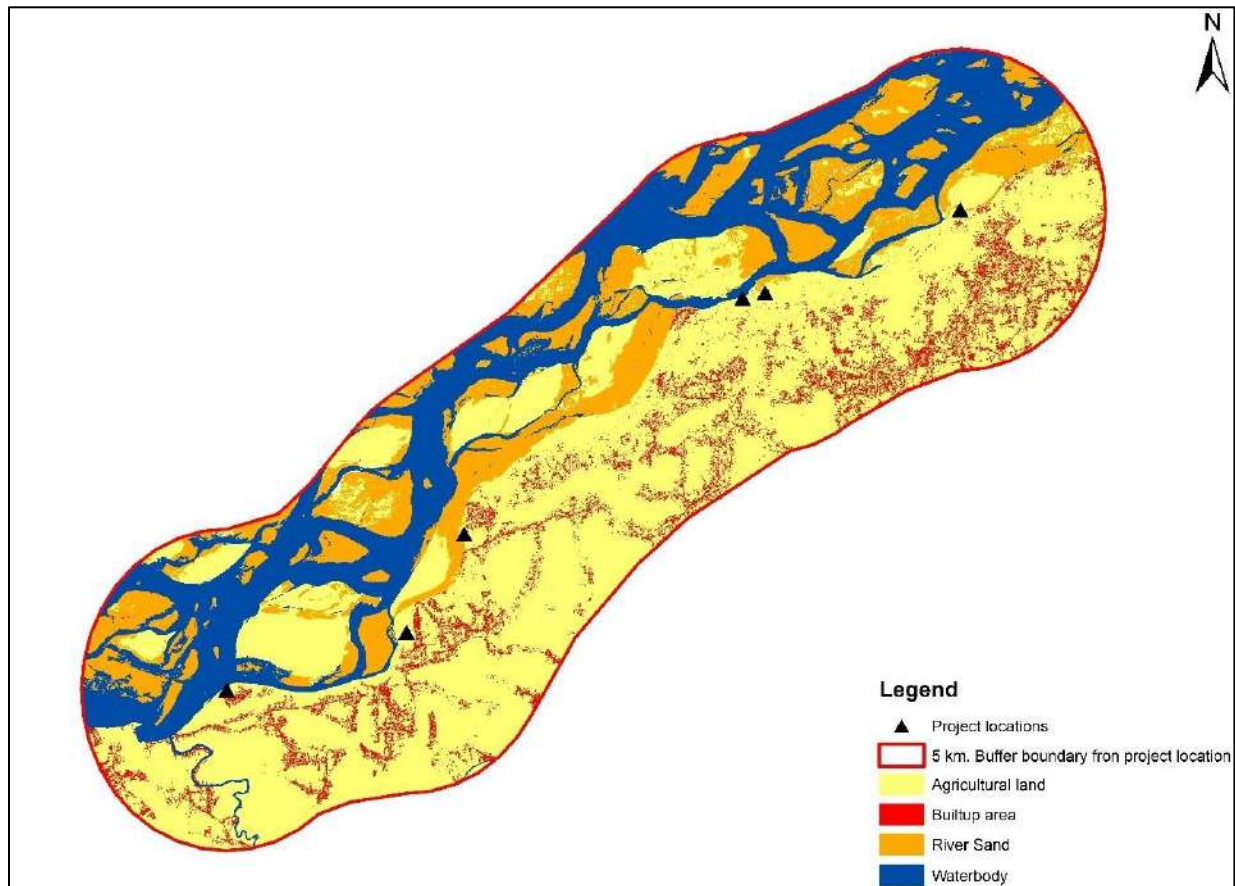 N
Legend
Project locations
5 km. Buffer boundary fron project location
Agricultural land
Builtup area
River Sand
Waterbody